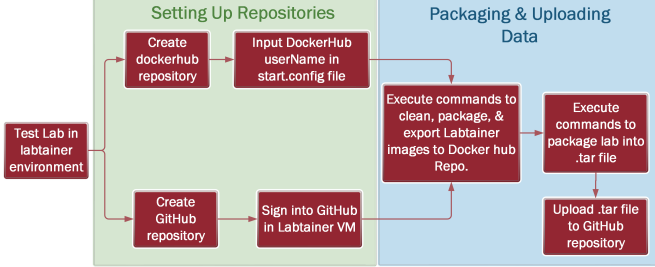 Setting Up Repositories
Packaging & Uploading
Data
Test Lab in
labtainer
environment
Create
dockerhub
repository
Input DockerHub
userName in
start.config file
Create
GitHub
repository
Sign into GitHub
in Labtainer VM
Execute commands to
clean, package, &
export Labtainer
images to Docker hub
Repo.
Execute
commands to
package lab into
.tar file
Upload .tar file
to GitHub
repository